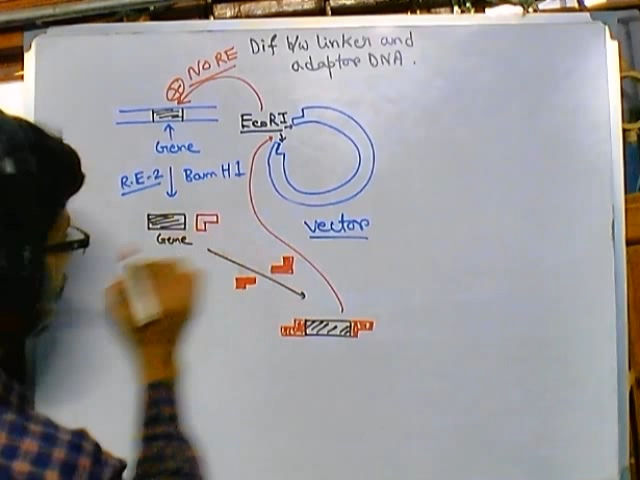 Dif b/w linker and
adaptor DNA.
NO RE
EcoRI
Gene
R.E-2
Bam H1
vector
Gene